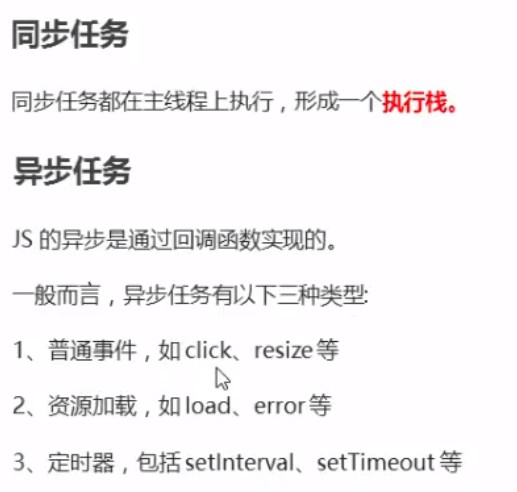 同步任务
同步任务都在主线程上执行，形成一个执行栈。
异步任务
JS 的异步是通过回调函数实现的。
一般而言，异步任务有以下三种类型:
1、普通事件，如 click、resize 等
2、资源加载，如 load、error 等
3、定时器，包括 setInterval、setTimeout 等